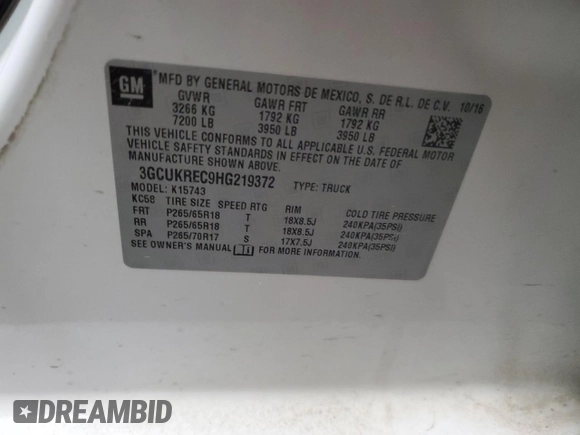 GM
*MFD BY GENERAL MOTORS DE MEXICO, S. DE R.L. DE C.V. 10/16
GVWR GAWR FRT GAWR RR
3266 KG 1792 KG 1792 KG
7200 LB 3950 LB 3950 LB
THIS VEHICLE CONFORMS TO ALL APPLICABLE U.S. FEDERAL MOTOR
VEHICLE SAFETY STANDARDS IN EFFECT ON THE DATE OF
MANUFACTURE SHOWN ABOVE.
3GCUKREC9HG219372 TYPE: TRUCK
MODEL: K15743
KC58 TIRE SIZE SPEED RTG RIM COLD TIRE PRESSURE
FRT P265/65R18 T 18X8.5J 240KPA(35PSI)
RR P265/65R18 T 18X8.5J 240KPA(35PSI)
SPA P265/70R17 S 17X7.5J 240KPA(35PSI)
SEE OWNER'S MANUAL FOR MORE INFORMATION.
DREAMBID